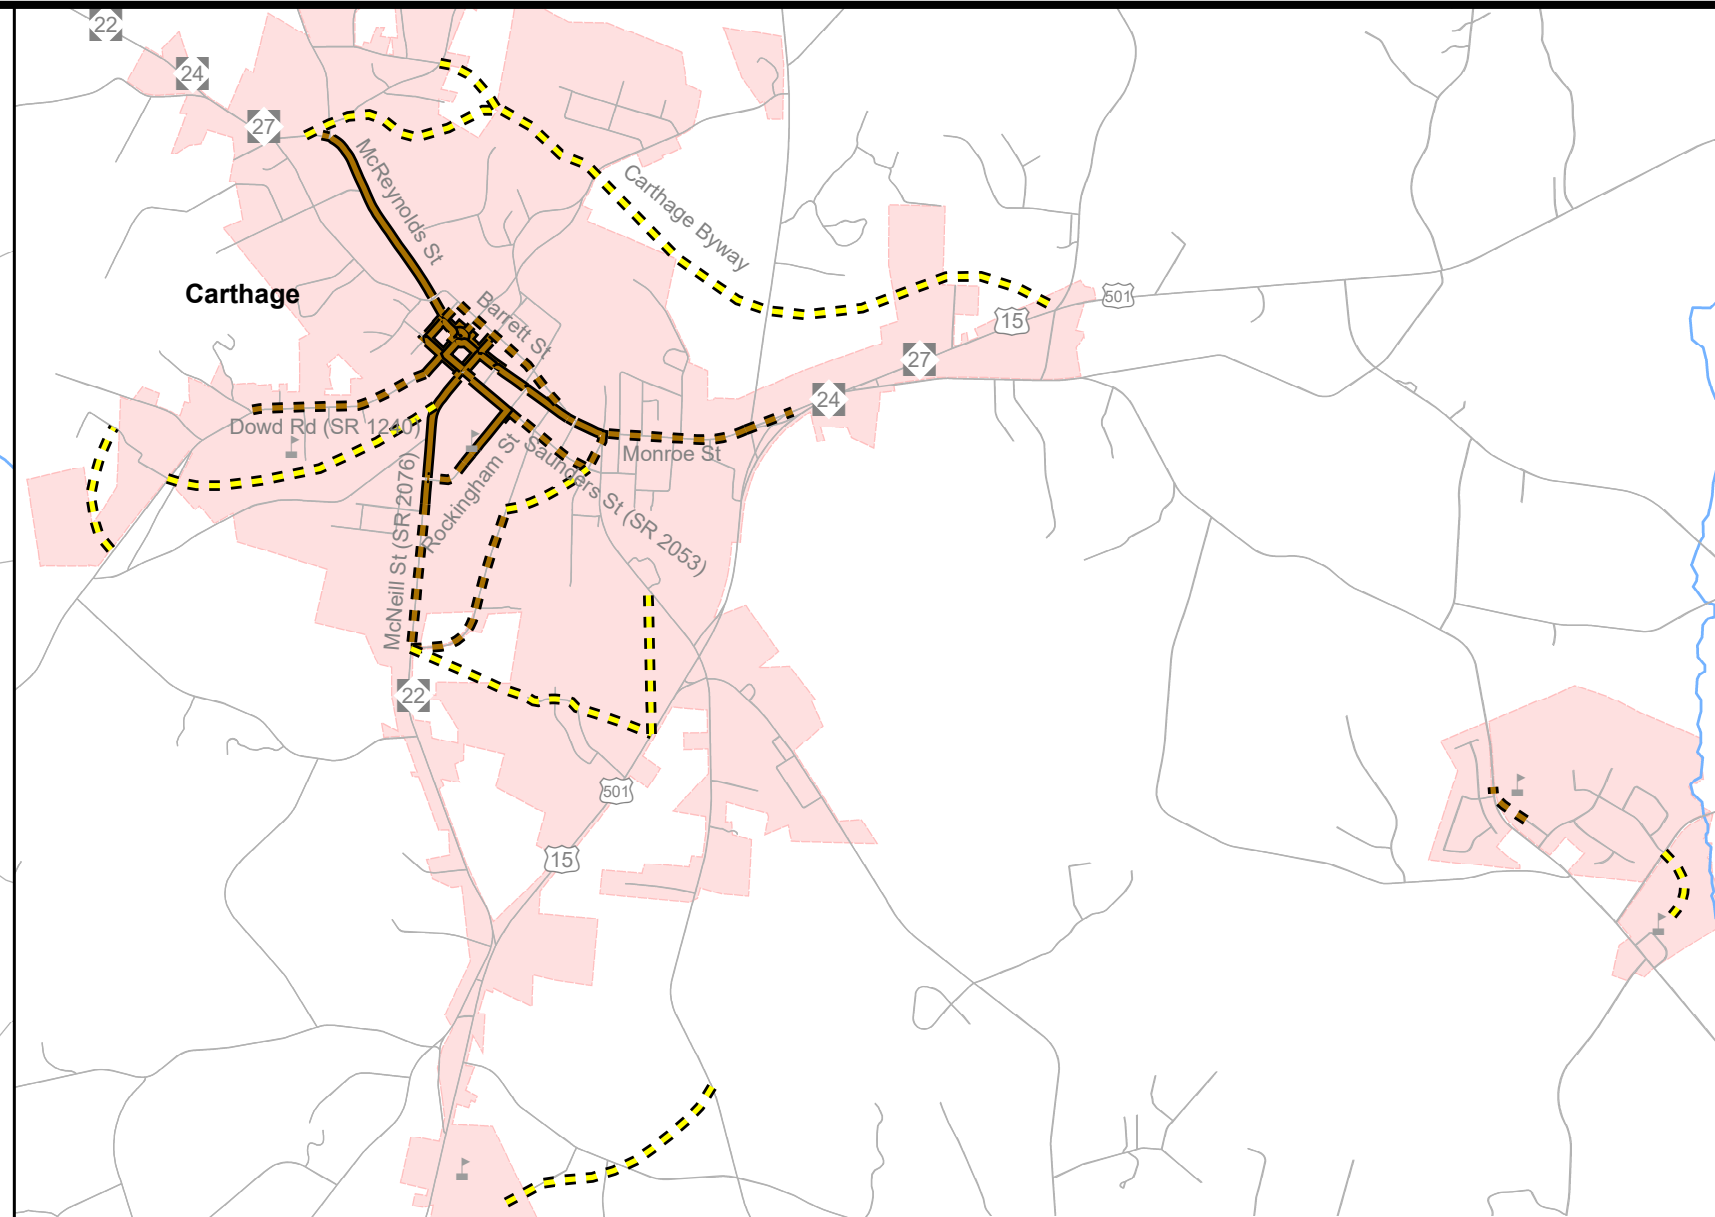 22
24
27
McReynolds St
Carthage Byway
Carthage
Barrett St
501
15
27
24
Dowd Rd (SR 1240)
Monroe St
Saunders St (SR 2053)
Rockingham St
McNeill St (SR 2076)
22
501
15